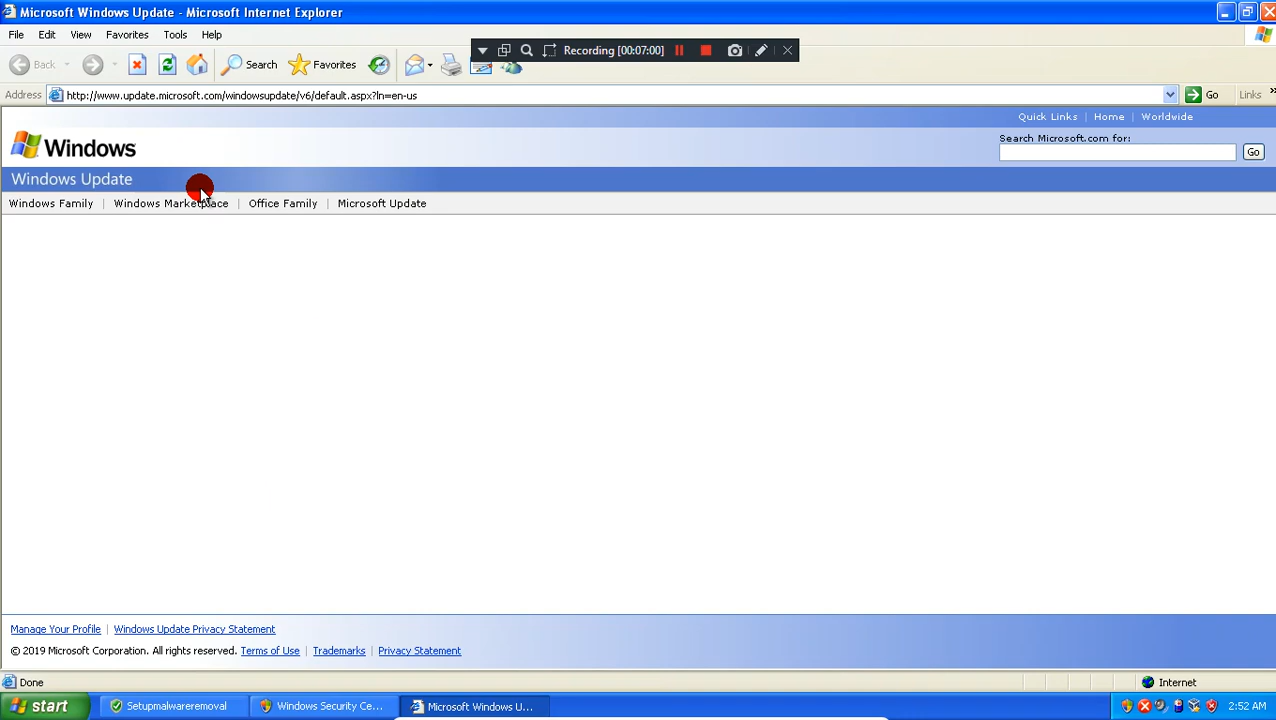 Microsoft Windows Update - Microsoft Internet Explorer
File Edit View Favorites Tools Help
Recording [00:07:00]
Back Search Favorites
Address http://www.update.microsoft.com/windowsupdate/v6/default.aspx?ln=en-us Go Links »
Quick Links | Home | Worldwide
Windows
Search Microsoft.com for:
Go
Windows Update
Windows Family | Windows Marketplace | Office Family | Microsoft Update
Manage Your Profile | Windows Update Privacy Statement
© 2019 Microsoft Corporation. All rights reserved. Terms of Use | Trademarks | Privacy Statement
Done Internet
start Setupmalwareremoval Windows Security Ce... Microsoft Windows U... 2:52 AM